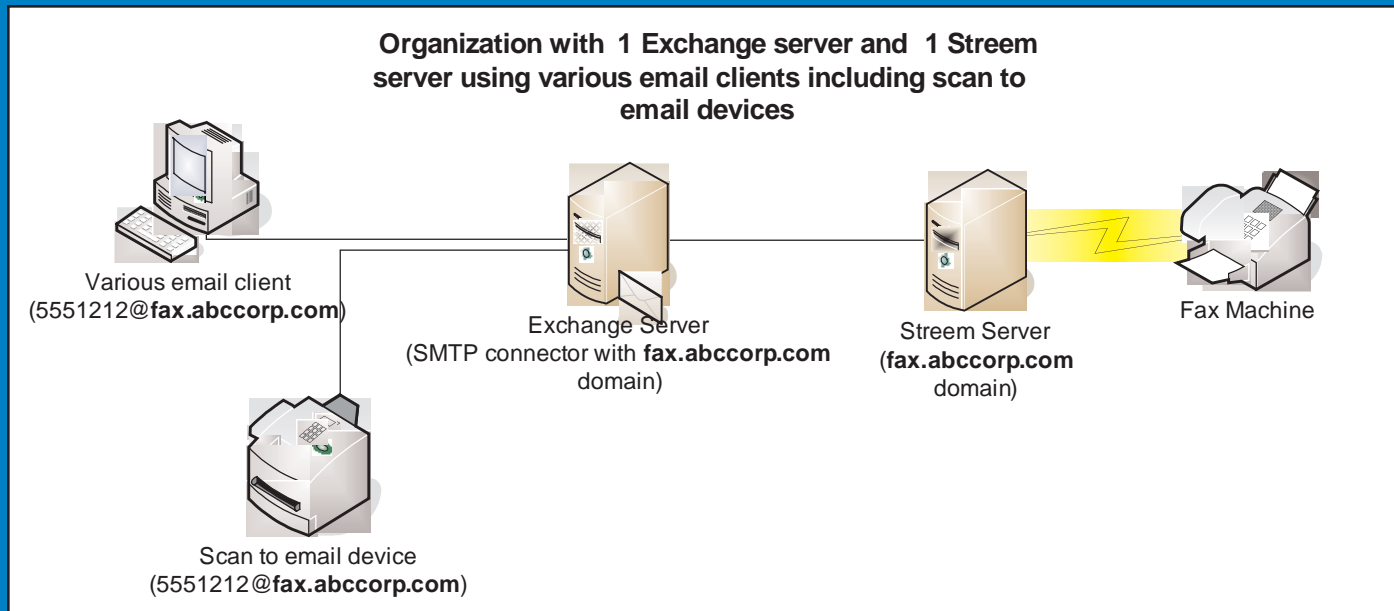 Organization with 1 Exchange server and 1 Streem
server using various email clients including scan to
email devices
Various email client
(5551212@fax.abccorp.com)
Exchange Server
(SMTP connector with fax.abccorp.com
domain)
Streem Server
(fax.abccorp.com
domain)
Fax Machine
Scan to email device
(5551212@fax.abccorp.com)